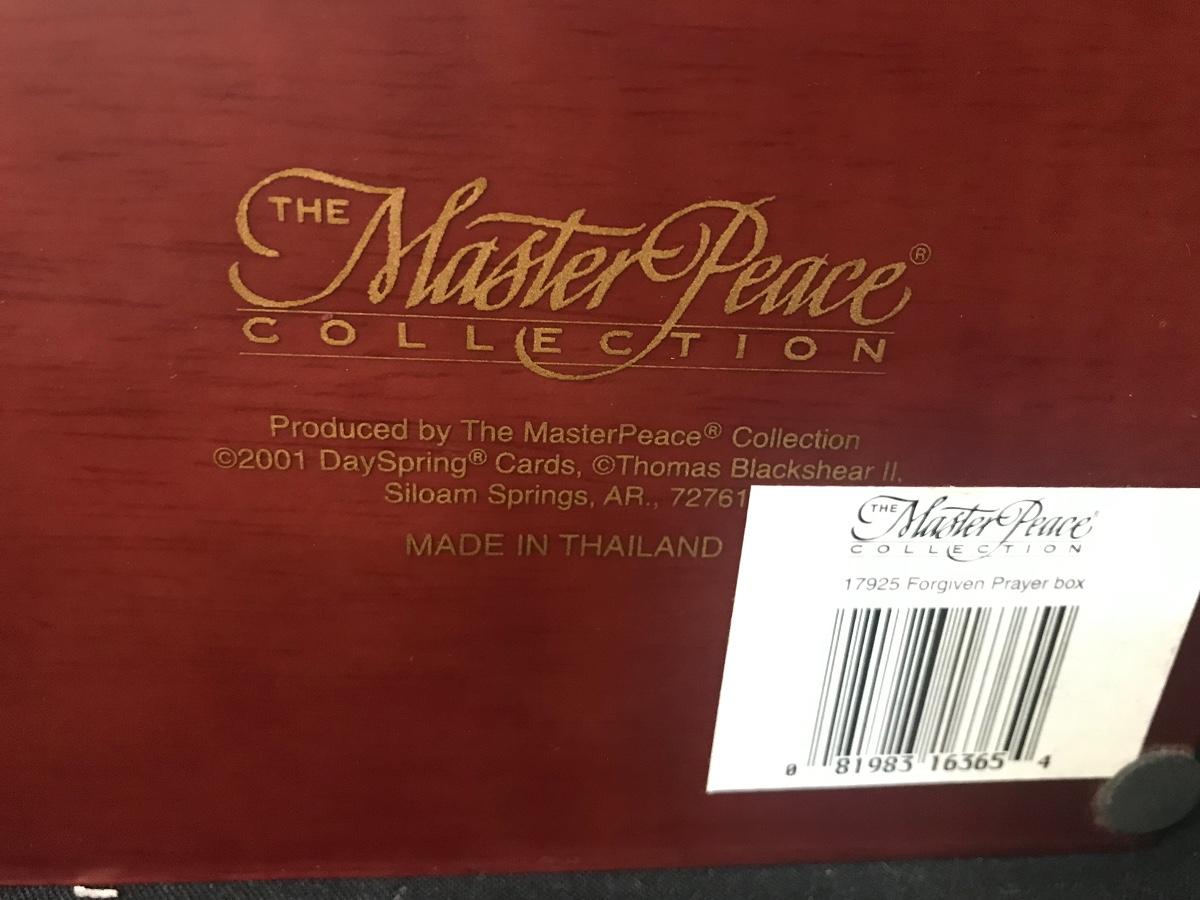 THE MasterPeace®
COLLECTION
Produced by The MasterPeace® Collection
©2001 DaySpring® Cards, ©Thomas Blackshear II,
Siloam Springs, AR., 72761
MADE IN THAILAND
THE MasterPeace®
COLLECTION
17925 Forgiven Prayer box
0 81983 16365 4